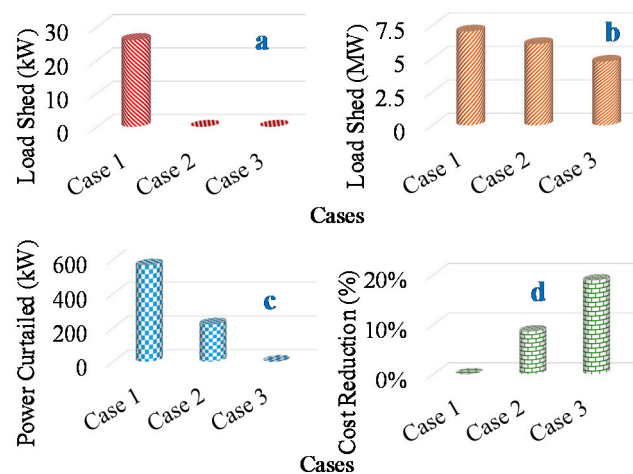 Load Shed (kW)
30
20
10
0
a
Case 1
Case 2
Case 3
Load Shed (MW)
7.5
5
2.5
0
b
Case 1
Case 2
Case 3
Cases
Power Curtailed (kW)
600
400
200
0
c
Case 1
Case 2
Case 3
Cost Reduction (%)
20%
10%
0%
d
Case 1
Case 2
Case 3
Cases